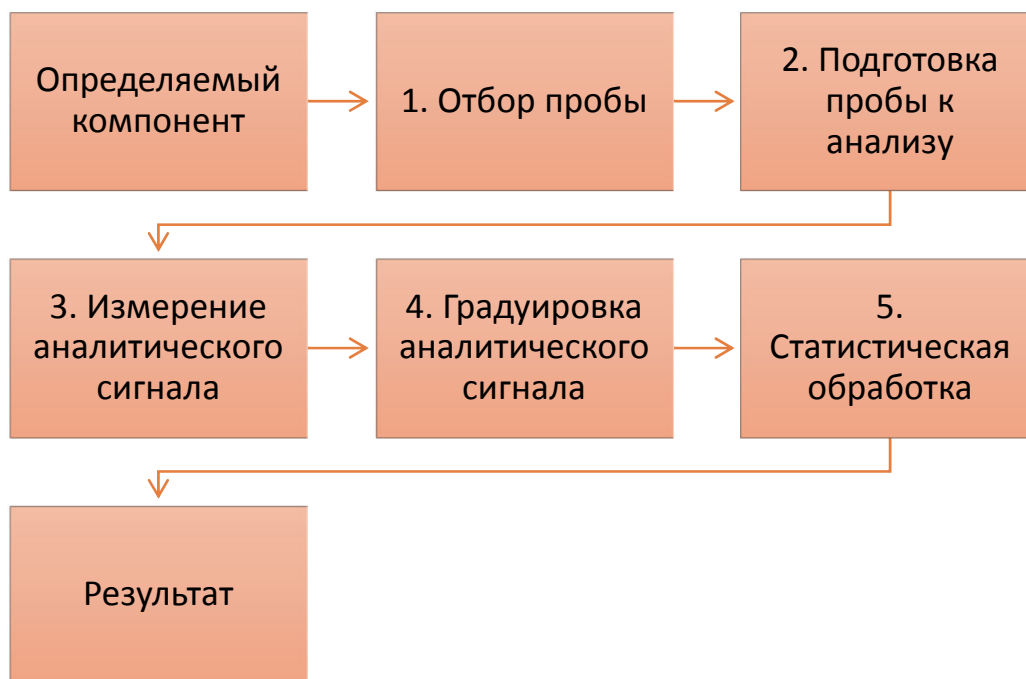 Определяемый
компонент
1. Отбор пробы
2. Подготовка
пробы к
анализу
3. Измерение
аналитического
сигнала
4. Градуировка
аналитического
сигнала
5.
Статистическая
обработка
Результат